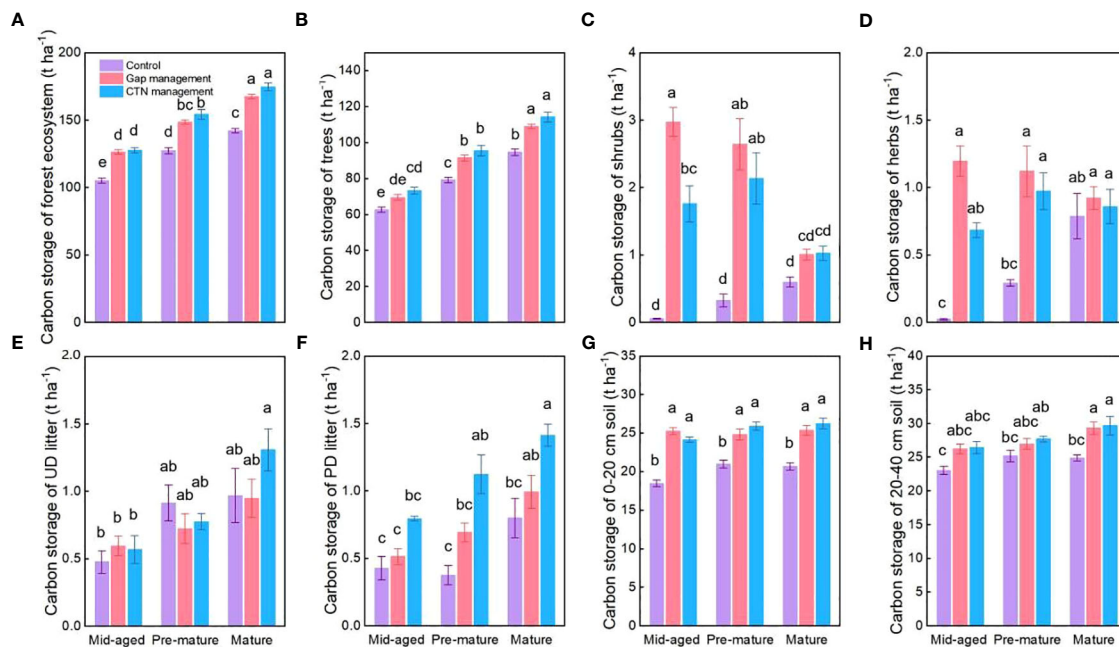 A
Carbon storage of forest ecosystem (t ha⁻¹)
200
150
100
50
0
Control
Gap management
CTN management
e d d
d bc b
c a a
B
Carbon storage of trees (t ha⁻¹)
140
120
100
80
60
40
20
0
e de cd
c b b
b a a
C
Carbon storage of shrubs (t ha⁻¹)
4
3
2
1
0
d a bc
d ab ab
d cd cd
D
Carbon storage of herbs (t ha⁻¹)
2.0
1.5
1.0
0.5
0.0
c a ab
bc a a
ab a a
E
Carbon storage of UD litter (t ha⁻¹)
2.0
1.5
1.0
0.5
0.0
b b b
ab ab ab
ab ab a
Mid-aged Pre-mature Mature
F
Carbon storage of PD litter (t ha⁻¹)
2.0
1.5
1.0
0.5
0.0
c c bc
c bc ab
bc bc a
Mid-aged Pre-mature Mature
G
Carbon storage of 0-20 cm soil (t ha⁻¹)
35
30
25
20
15
10
5
0
b a a
b a a
b a a
Mid-aged Pre-mature Mature
H
Carbon storage of 20-40 cm soil (t ha⁻¹)
40
35
30
25
20
15
10
5
0
c abc abc
bc abc ab
bc a a
Mid-aged Pre-mature Mature